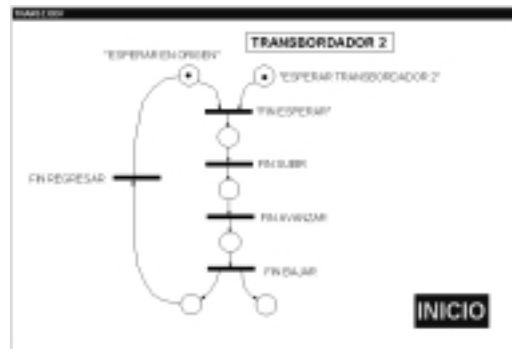 TRANSBORDADOR 2
"ESPERAR EN ORIGEN"
"ESPERAR TRANSBORDADOR 2"
"FIN ESPERAR"
FIN SUBIR
FIN REGRESAR
FIN AVANZAR
FIN BAJAR
INICIO